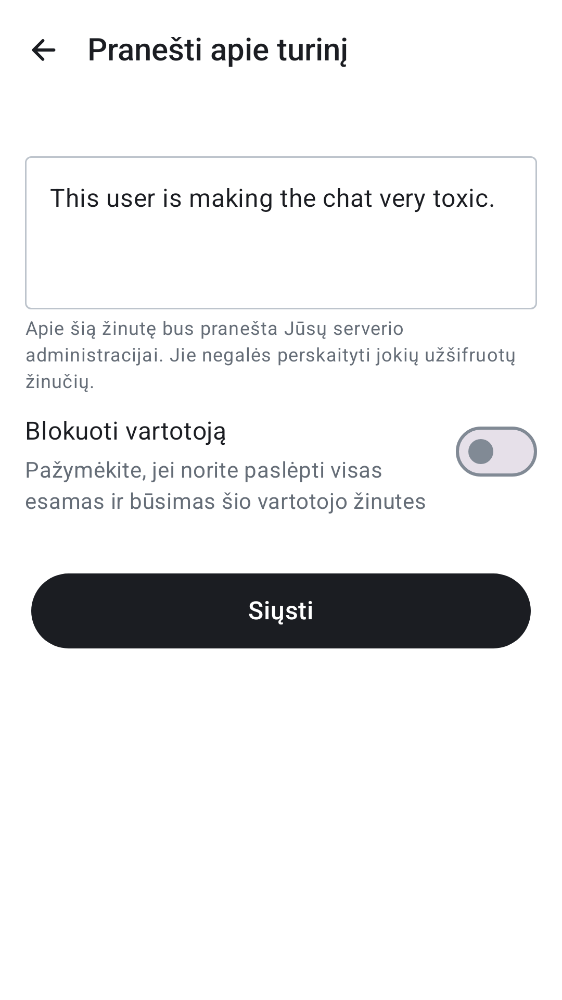 Pranešti apie turinį
This user is making the chat very toxic.
Apie šią žinutę bus pranešta Jūsų serverio
administracijai. Jie negalės perskaityti jokių užšifruotų
žinučių.
Blokuoti vartotoją
Pažymėkite, jei norite paslėpti visas
esamas ir būsimas šio vartotojo žinutes
Siųsti